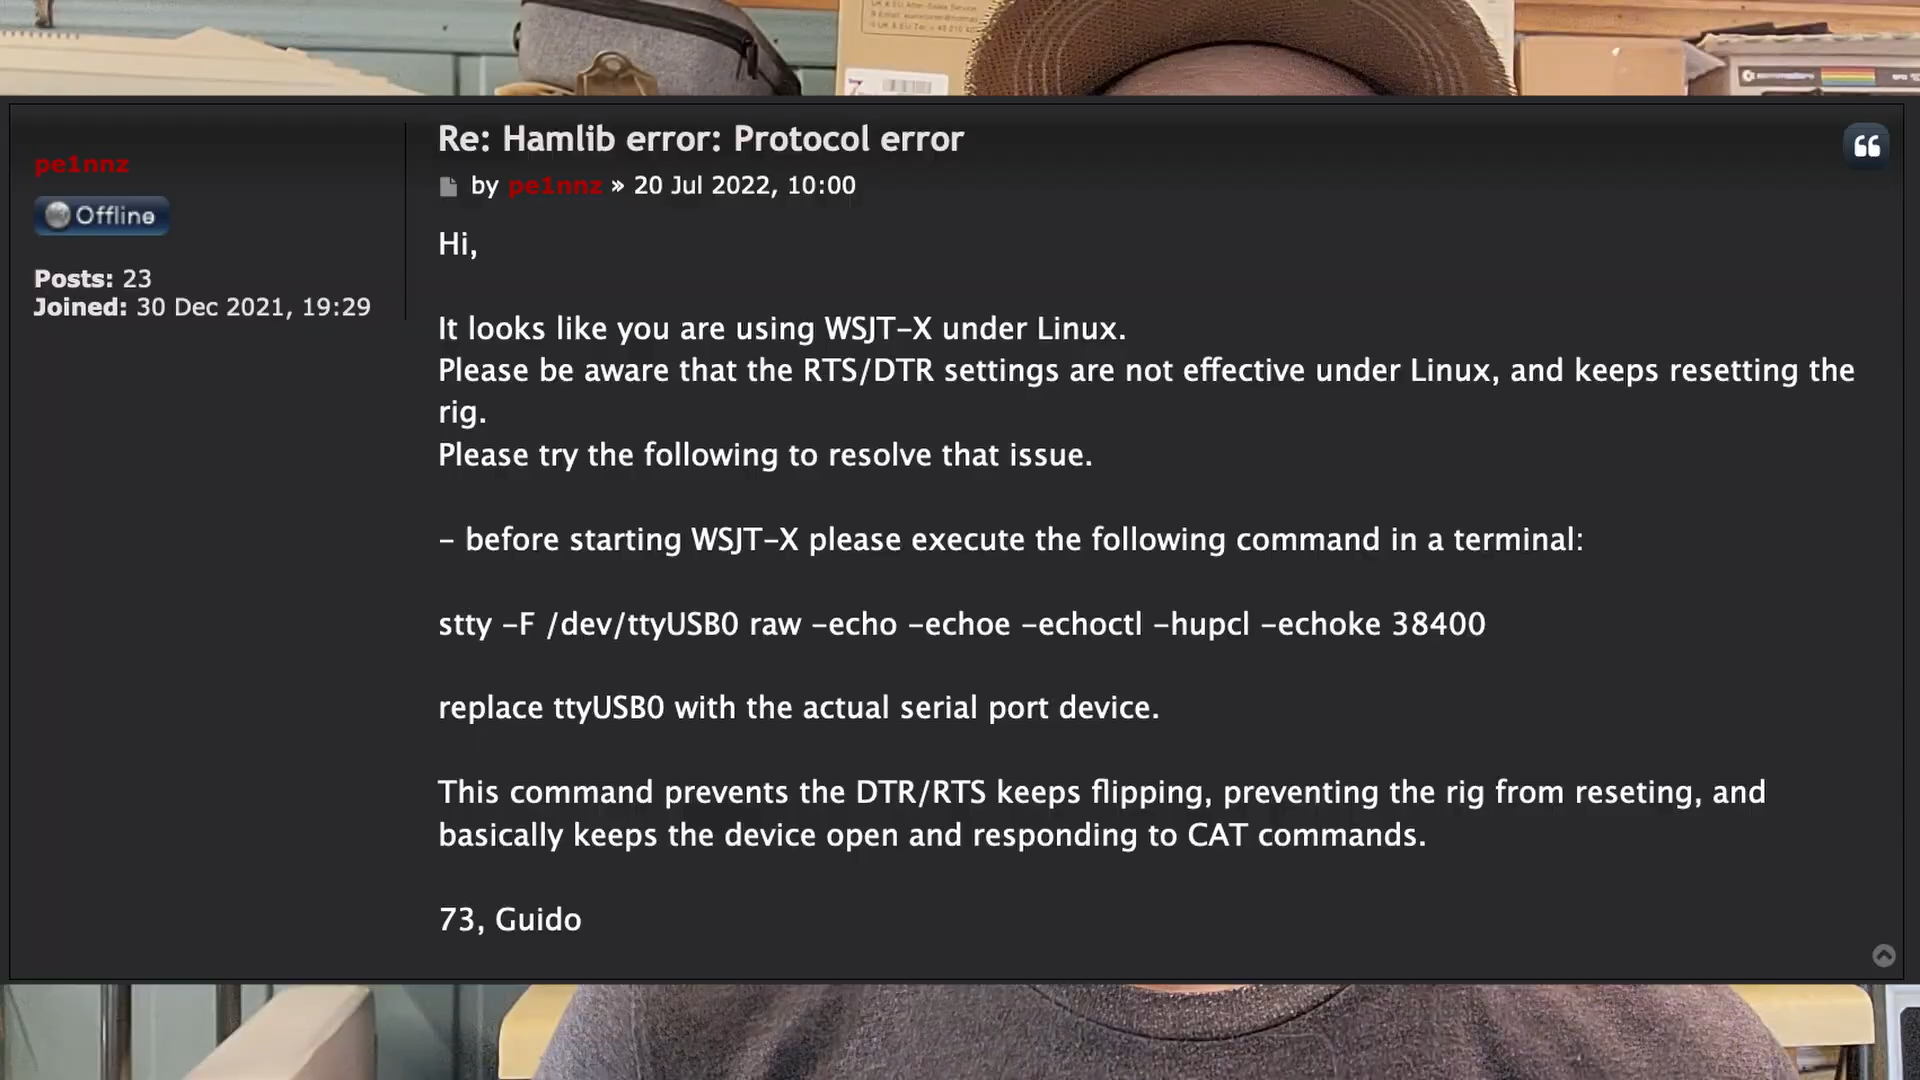 UK & EU After-Sales Service
Re: Hamlib error: Protocol error
pe1nnz
by pe1nnz » 20 Jul 2022, 10:00
Offline
Hi,
Posts: 23
Joined: 30 Dec 2021, 19:29
It looks like you are using WSJT-X under Linux.
Please be aware that the RTS/DTR settings are not effective under Linux, and keeps resetting the
rig.
Please try the following to resolve that issue.
- before starting WSJT-X please execute the following command in a terminal:
stty -F /dev/ttyUSB0 raw -echo -echoe -echoctl -hupcl -echoke 38400
replace ttyUSB0 with the actual serial port device.
This command prevents the DTR/RTS keeps flipping, preventing the rig from reseting, and
basically keeps the device open and responding to CAT commands.
73, Guido